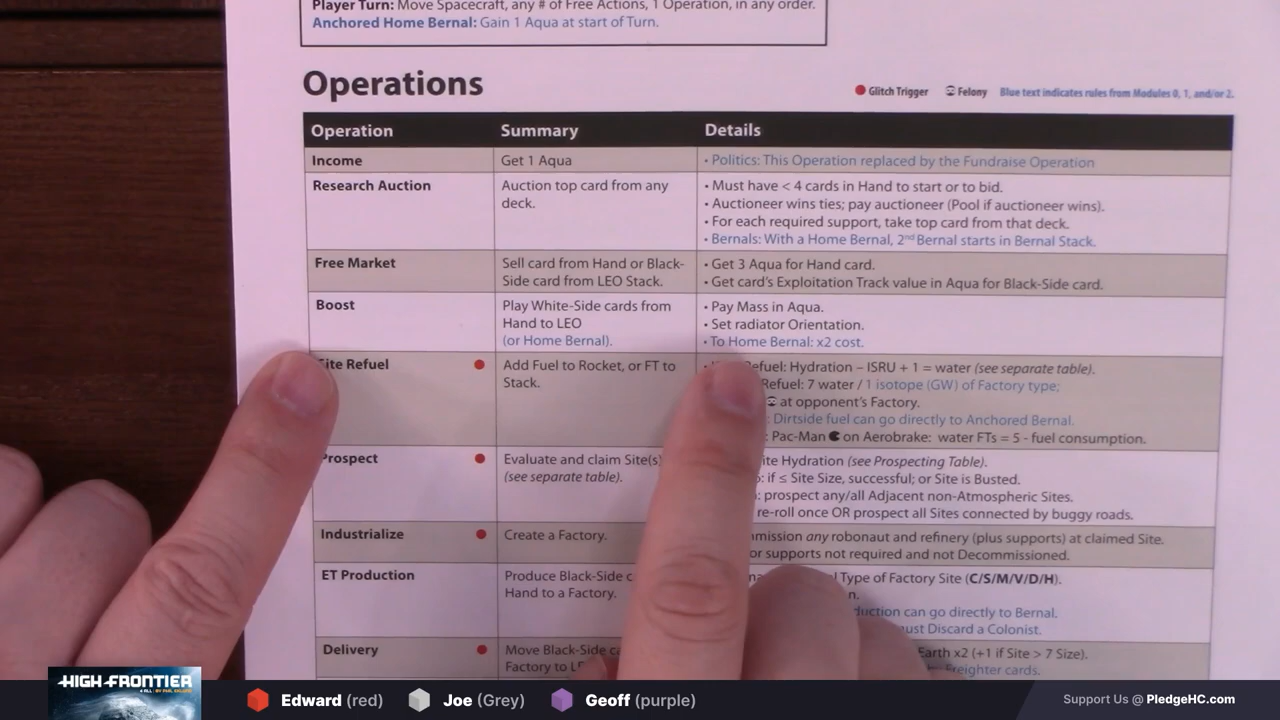 Player Turn: Move Spacecraft, any # of Free Actions, 1 Operation, in any order.
Anchored Home Bernal: Gain 1 Aqua at start of Turn.
Operations
Glitch Trigger Felony Blue text indicates rules from Modules 0, 1, and/or 2.
Operation Summary Details
Income Get 1 Aqua • Politics: This Operation replaced by the Fundraise Operation
Research Auction Auction top card from any • Must have < 4 cards in Hand to start or to bid.
deck. • Auctioneer wins ties; pay auctioneer (Pool if auctioneer wins).
• For each required support, take top card from that deck.
• Bernals: With a Home Bernal, 2nd Bernal starts in Bernal Stack.
Free Market Sell card from Hand or Black- • Get 3 Aqua for Hand card.
Side card from LEO Stack. • Get card's Exploitation Track value in Aqua for Black-Side card.
Boost Play White-Side cards from • Pay Mass in Aqua.
Hand to LEO • Set radiator Orientation.
(or Home Bernal). • To Home Bernal: x2 cost.
Site Refuel Add Fuel to Rocket, or FT to Refuel: Hydration – ISRU + 1 = water (see separate table).
Stack. Refuel: 7 water / 1 isotope (GW) of Factory type;
at opponent's Factory.
: Dirtside fuel can go directly to Anchored Bernal.
: Pac-Man on Aerobrake: water FTs = 5 - fuel consumption.
Prospect Evaluate and claim Site(s) Hydration (see Prospecting Table).
(see separate table). : if ≤ Site Size, successful; or Site is Busted.
: prospect any/all Adjacent non-Atmospheric Sites.
re-roll once OR prospect all Sites connected by buggy roads.
Industrialize Create a Factory. any robonaut and refinery (plus supports) at claimed Site.
or supports not required and not Decommissioned.
ET Production Produce Black-Side Type of Factory Site (C/S/M/V/D/H).
Hand to a Factory.
can go directly to Bernal.
Discard a Colonist.
Delivery Move Black-Side Earth x2 (+1 if Site > 7 Size).
Factory to Freighter cards.
HIGH FRONTIER
4 ALL
Edward (red) Joe (Grey) Geoff (purple) Support Us @ PledgeHC.com